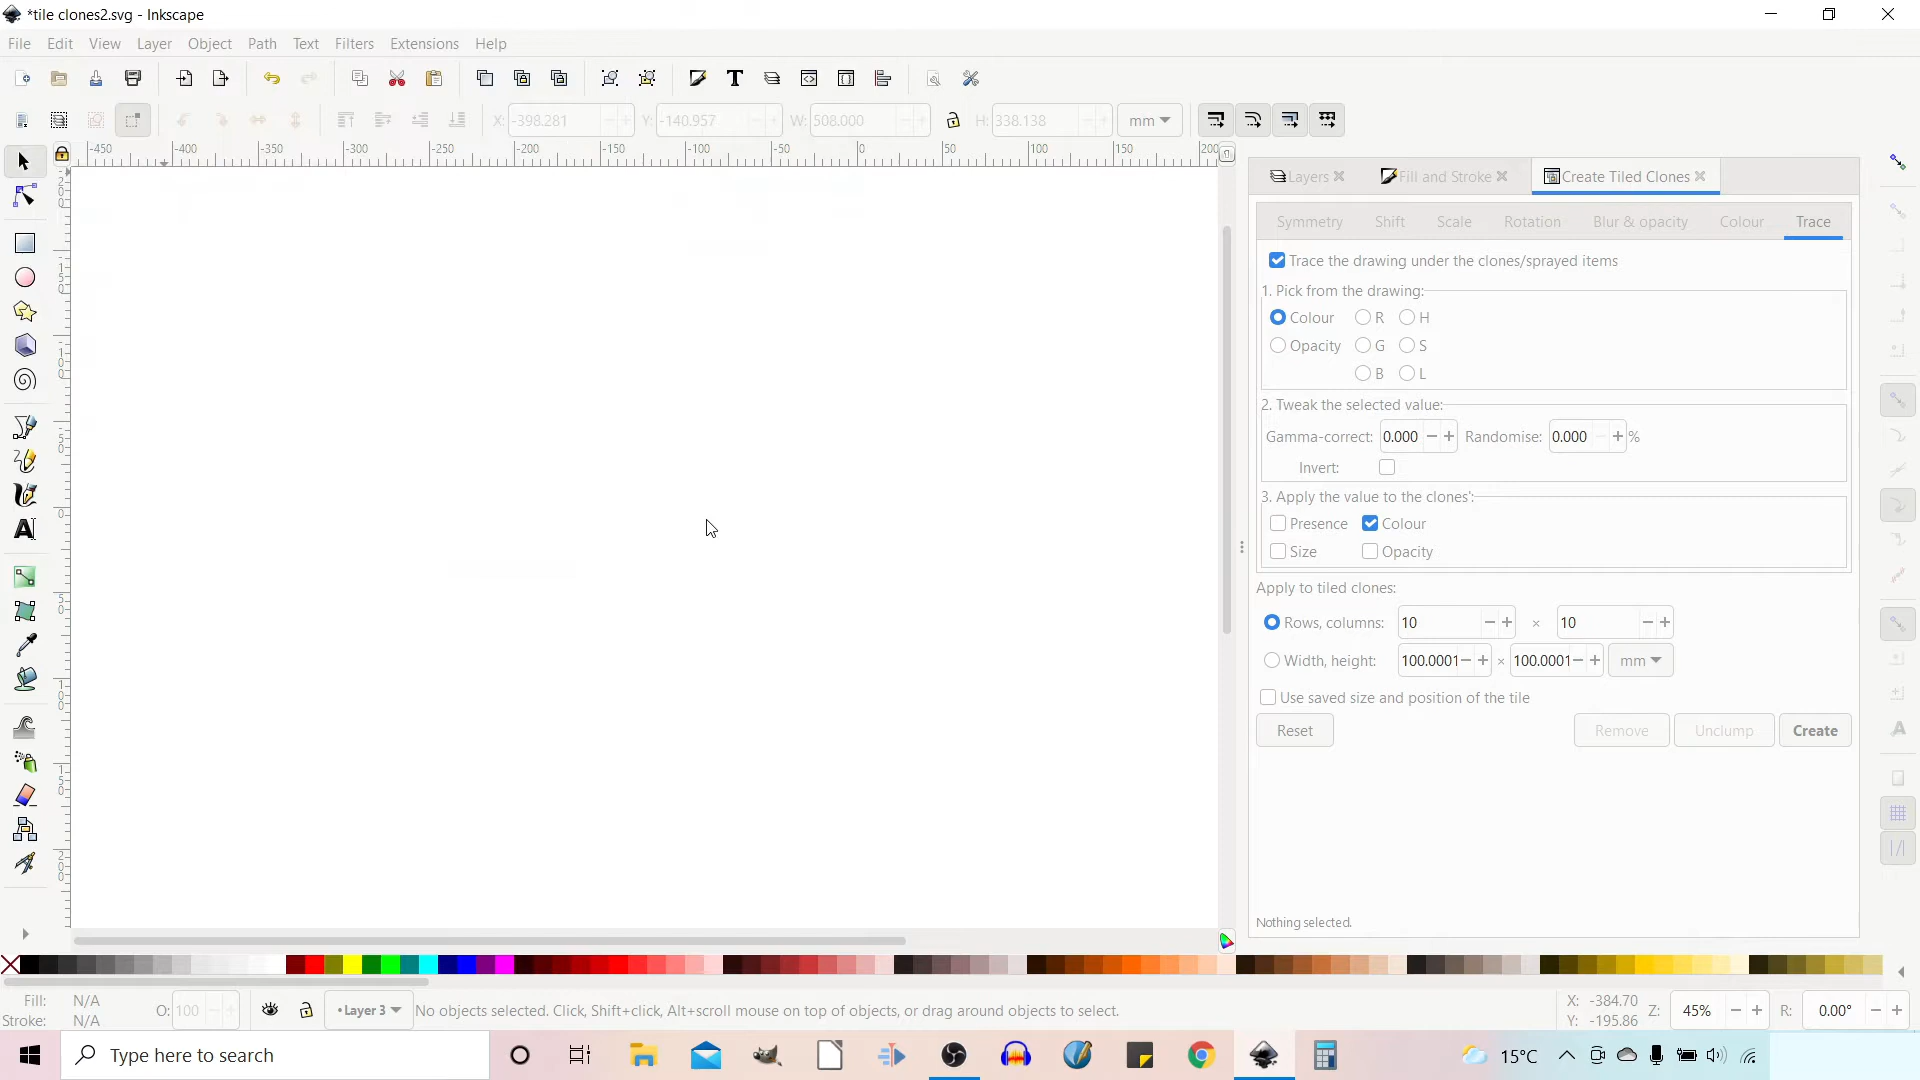 *tile clones2.svg - Inkscape
File Edit View Layer Object Path Text Filters Extensions Help
X: -398.281 Y: -140.957 W: 508.000 H: 338.138 mm
-450 -400 -350 -300 -250 -200 -150 -100 -50 0 50 100 150 200
Layers Fill and Stroke Create Tiled Clones
Symmetry Shift Scale Rotation Blur & opacity Colour Trace
Trace the drawing under the clones/sprayed items
1. Pick from the drawing:
Colour R H
Opacity G S
B L
2. Tweak the selected value:
Gamma-correct: 0.000 Randomise: 0.000 %
Invert:
3. Apply the value to the clones':
Presence Colour
Size Opacity
Apply to tiled clones:
Rows, columns: 10 × 10
Width, height: 100.0001 × 100.0001 mm
Use saved size and position of the tile
Reset Remove Unclump Create
Nothing selected.
Fill: N/A
Stroke: N/A
O: 100
•Layer 3 No objects selected. Click, Shift+click, Alt+scroll mouse on top of objects, or drag around objects to select.
X: -384.70
Y: -195.86
Z: 45% R: 0.00°
Type here to search 15°C